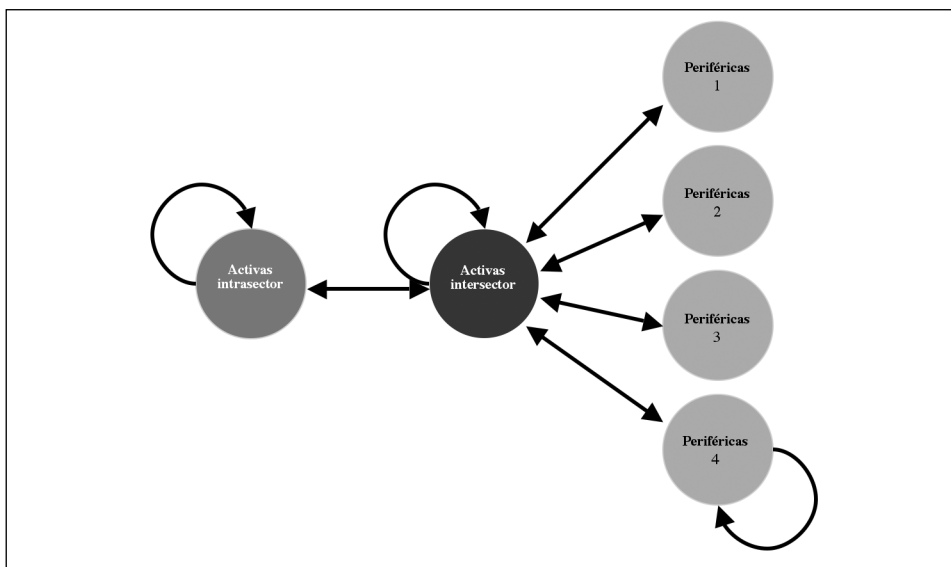 Periféricas
1
Periféricas
2
Activas
intrasector
Activas
intersector
Periféricas
3
Periféricas
4